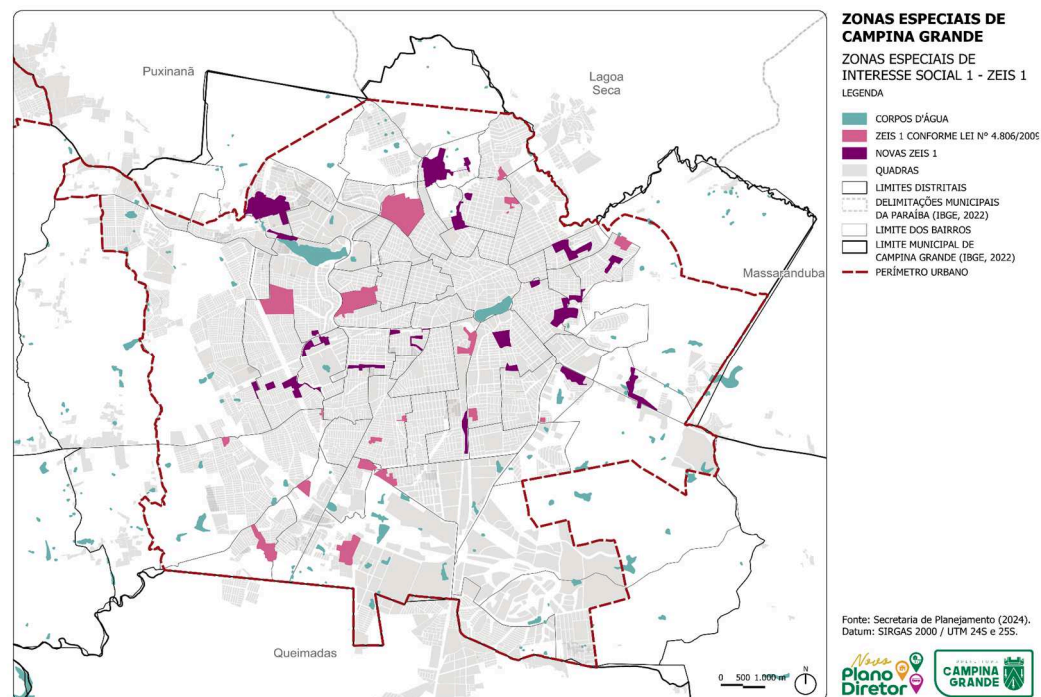 ZONAS ESPECIAIS DE
CAMPINA GRANDE
ZONAS ESPECIAIS DE
INTERESSE SOCIAL 1 - ZEIS 1
LEGENDA
CORPOS D'ÁGUA
ZEIS 1 CONFORME LEI Nº 4.806/2009
NOVAS ZEIS 1
QUADRAS
LIMITES DISTRITAIS
DELIMITAÇÕES MUNICIPAIS
DA PARAÍBA (IBGE, 2022)
LIMITE DOS BAIRROS
LIMITE MUNICIPAL DE
CAMPINA GRANDE (IBGE, 2022)
PERÍMETRO URBANO
Puxinanã
Lagoa
Seca
Massaranduba
Queimadas
0 500 1.000 m
N
Fonte: Secretaria de Planejamento (2024).
Datum: SIRGAS 2000 / UTM 24S e 25S.
Novo
Plano
Diretor
PREFEITURA
CAMPINA
GRANDE